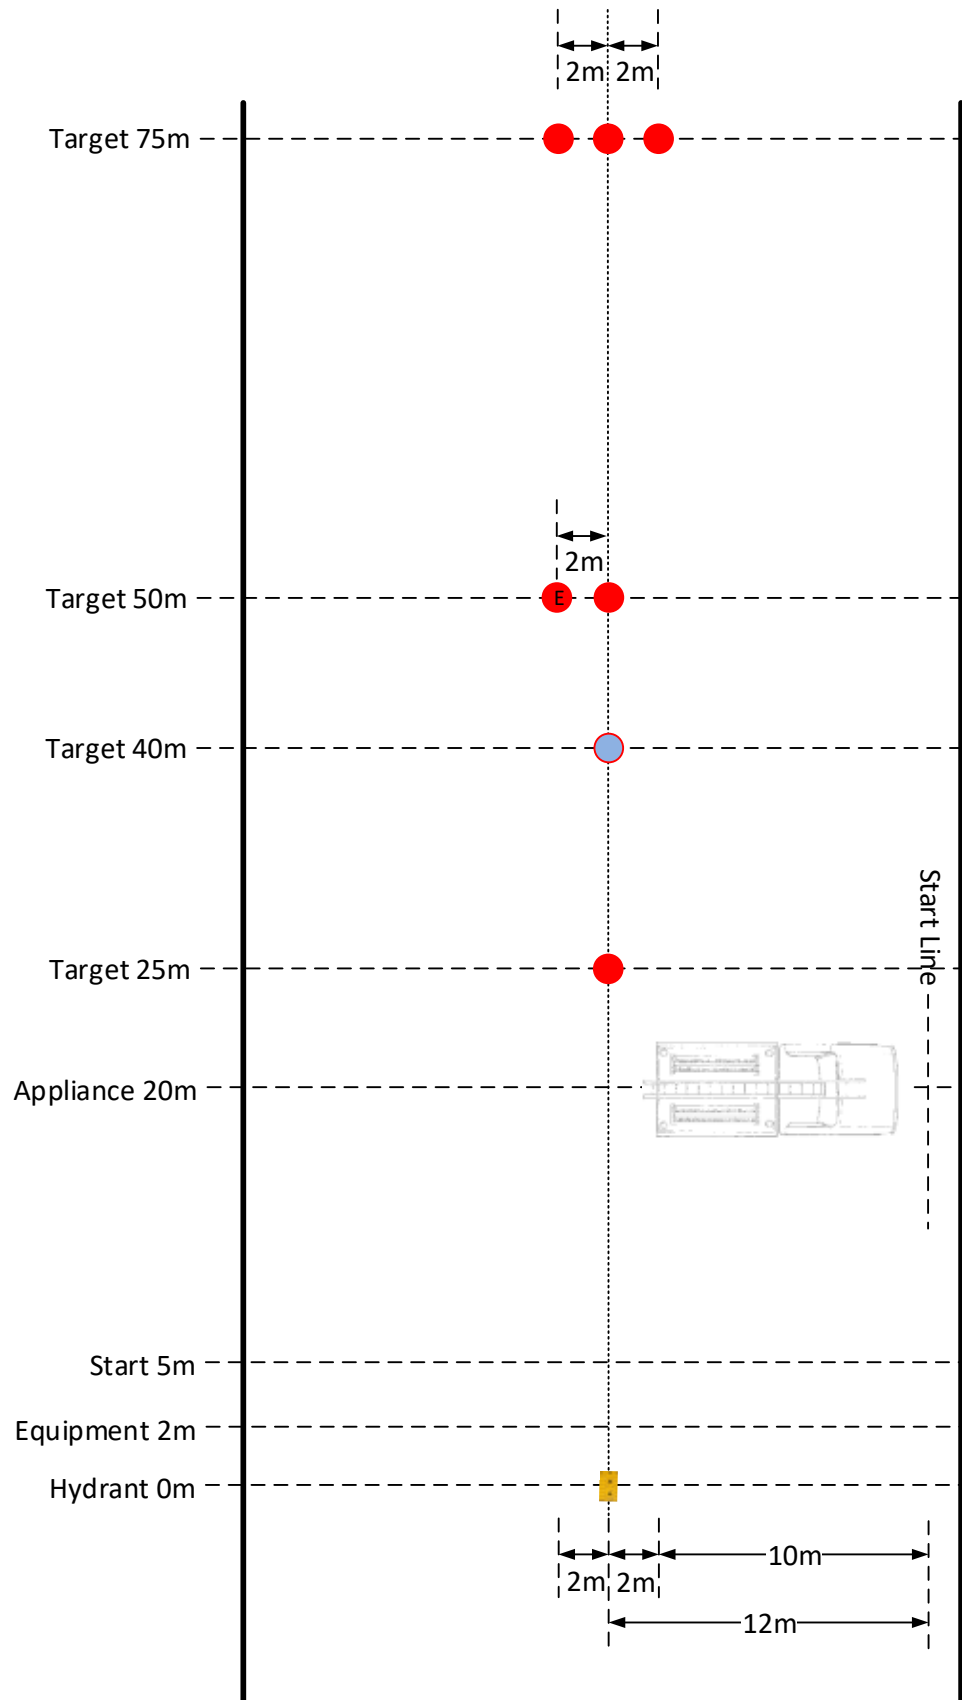 2m 2m
Target 75m
2m
Target 50m
E
Target 40m
Start Line
Target 25m
Appliance 20m
Start 5m
Equipment 2m
Hydrant 0m
10m
2m 2m
12m